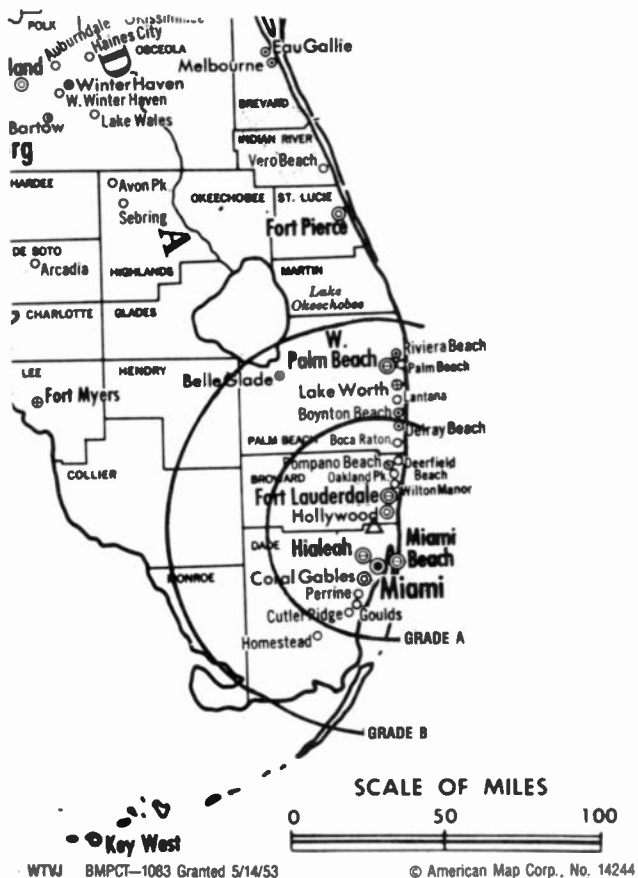 POLK
Kissimmee
Auburndale
Haines City
OSCEOLA
Eau Gallie
Melbourne
land
D
Winter Haven
W. Winter Haven
BREVARD
Bartow
Lake Wales
rg
INDIAN RIVER
Vero Beach
HARDEE
Avon Pk.
OKEECHOBEE
ST. LUCIE
Sebring
Fort Pierce
A
DE SOTO
Arcadia
HIGHLANDS
MARTIN
Lake
Okeechobee
CHARLOTTE
GLADES
W.
Palm Beach
Riviera Beach
Palm Beach
LEE
HENDRY
Belle Glade
Fort Myers
Lake Worth
Lantana
Boynton Beach
Delray Beach
PALM BEACH
Boca Raton
COLLIER
Pompano Beach
Deerfield
Beach
BROWARD
Oakland Pk.
Wilton Manor
Fort Lauderdale
Hollywood
DADE
Hialeah
Miami
Beach
MONROE
Coral Gables
Miami
Perrine
Cutler Ridge
Goulds
Homestead
GRADE A
GRADE B
SCALE OF MILES
0 50 100
Key West
WTVJ BMPCT—1083 Granted 5/14/53
© American Map Corp., No. 14244